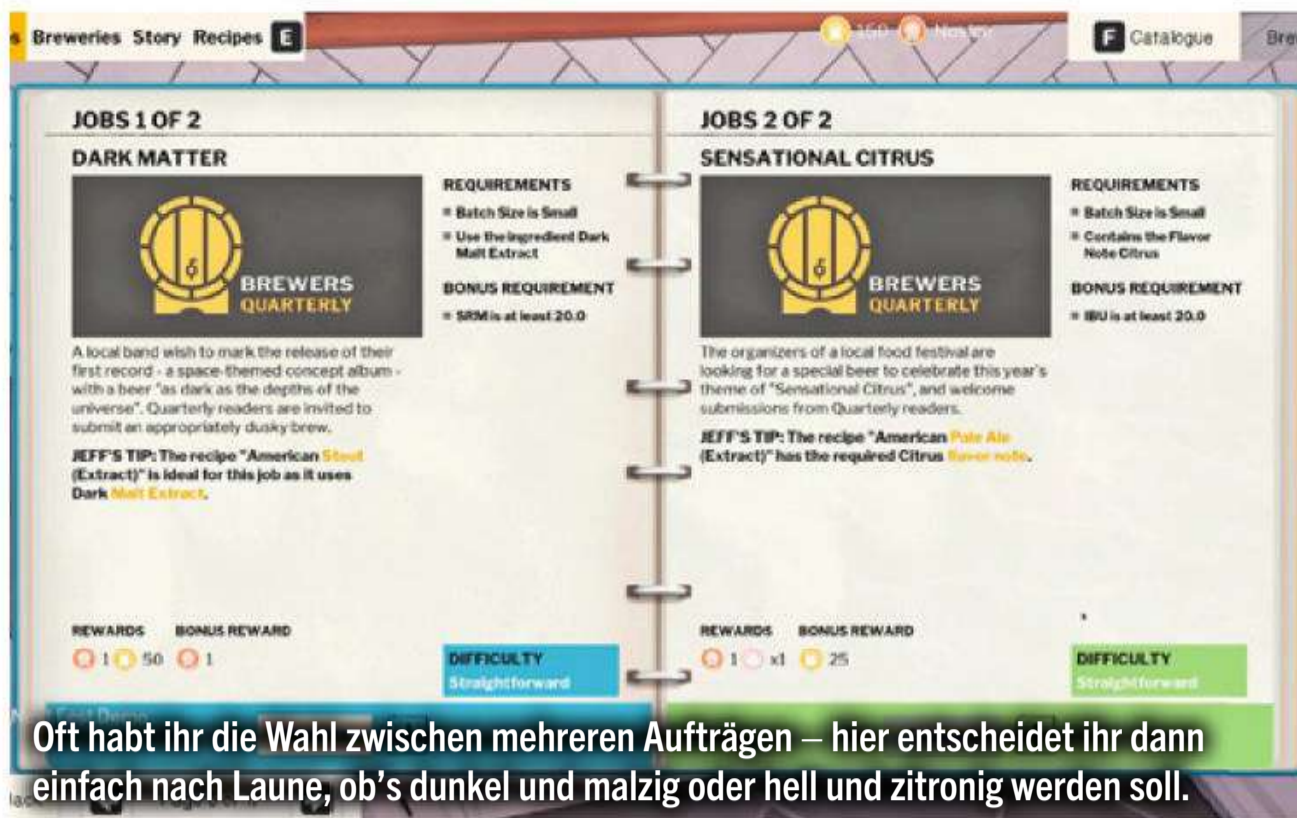 Breweries Story Recipes E
150
F Catalogue
JOBS 1 OF 2
DARK MATTER
BREWERS
QUARTERLY
REQUIREMENTS
Batch Size is Small
Use the ingredient Dark
Malt Extract
BONUS REQUIREMENT
SRM is at least 20.0
A local band wish to mark the release of their
first record - a space-themed concept album -
with a beer "as dark as the depths of the
universe". Quarterly readers are invited to
submit an appropriately dusky brew.
JEFF'S TIP: The recipe "American Stout
(Extract)" is ideal for this job as it uses
Dark Malt Extract.
REWARDS BONUS REWARD
1 50 1
DIFFICULTY
Straightforward
JOBS 2 OF 2
SENSATIONAL CITRUS
BREWERS
QUARTERLY
REQUIREMENTS
Batch Size is Small
Contains the Flavor
Note Citrus
BONUS REQUIREMENT
IBU is at least 20.0
The organizers of a local food festival are
looking for a special beer to celebrate this year's
theme of "Sensational Citrus", and welcome
submissions from Quarterly readers.
JEFF'S TIP: The recipe "American Pale Ale
(Extract)" has the required Citrus flavor note.
REWARDS BONUS REWARD
1 x1 25
DIFFICULTY
Straightforward
Oft habt ihr die Wahl zwischen mehreren Aufträgen – hier entscheidet ihr dann
einfach nach Laune, ob's dunkel und malzig oder hell und zitronig werden soll.